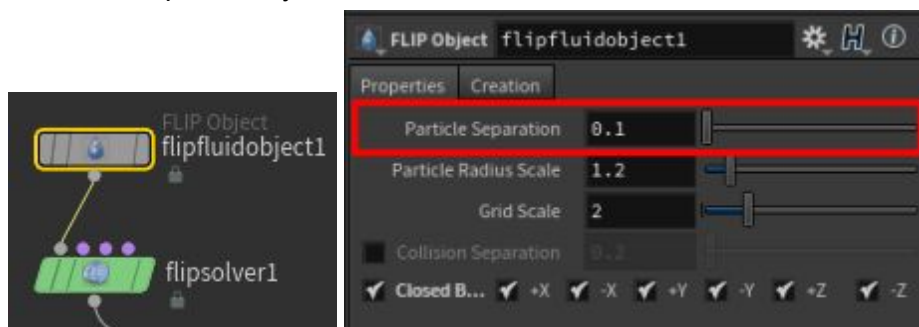 FLIP Object
flipfluidobject1
flipsolver1
FLIP Object flipfluidobject1
Properties Creation
Particle Separation 0.1
Particle Radius Scale 1.2
Grid Scale 2
Collision Separation 0.2
Closed B... +X -X +Y -Y +Z -Z